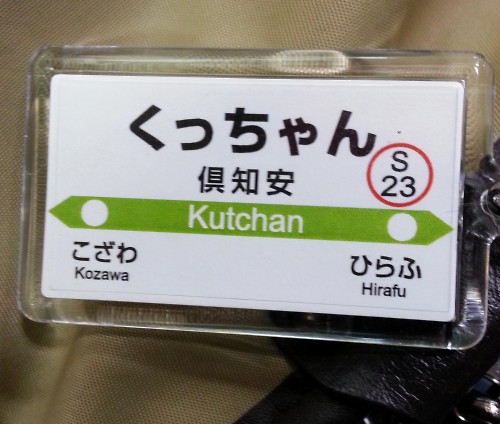 くっちゃん
倶知安
S
23
Kutchan
こざわ
Kozawa
ひらふ
Hirafu